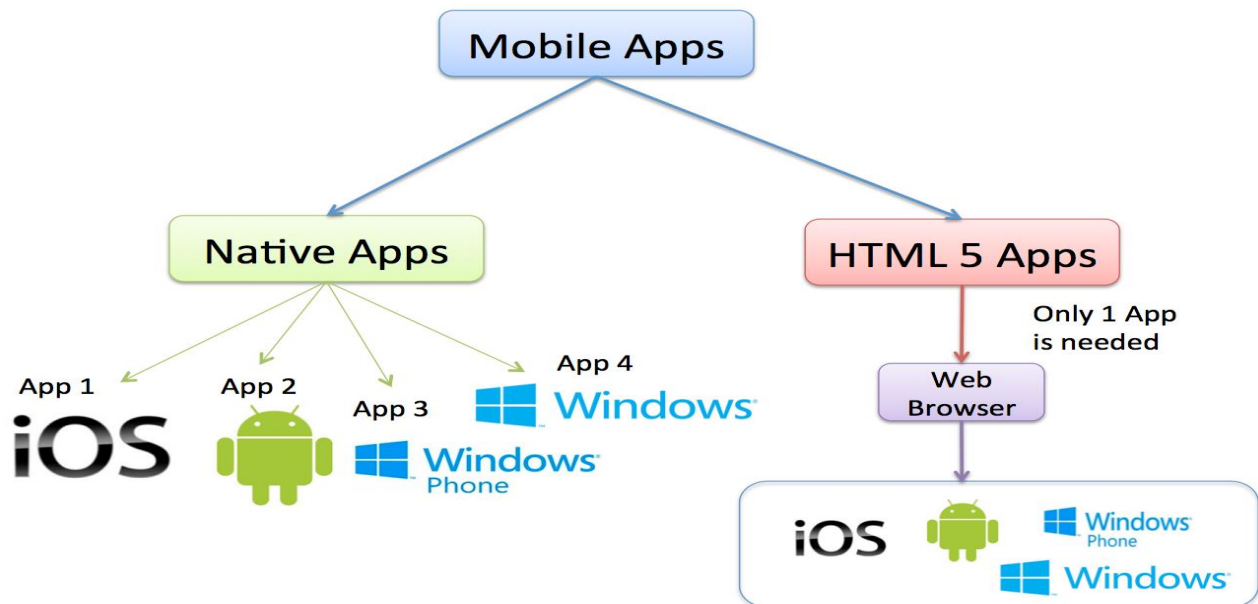 Mobile Apps
Native Apps
HTML 5 Apps
Only 1 App
is needed
App 1
iOS
App 2
App 3
Windows
Phone
App 4
Windows
Web
Browser
iOS
Windows
Phone
Windows